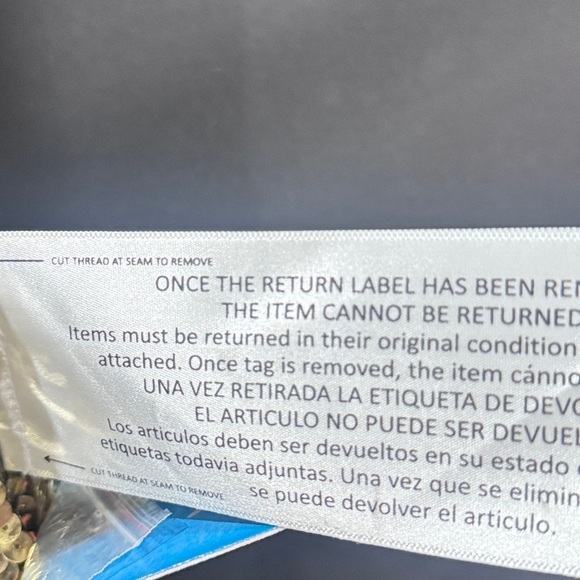 CUT THREAD AT SEAM TO REMOVE
ONCE THE RETURN LABEL HAS BEEN
THE ITEM CANNOT BE RETURNED
Items must be returned in their original condition
attached. Once tag is removed, the item cánno
UNA VEZ RETIRADA LA ETIQUETA DE
EL ARTICULO NO PUEDE SER
Los articulos deben ser devueltos en su estado
etiquetas todavia adjuntas. Una vez que se
CUT THREAD AT SEAM TO REMOVE
se puede devolver el articulo.